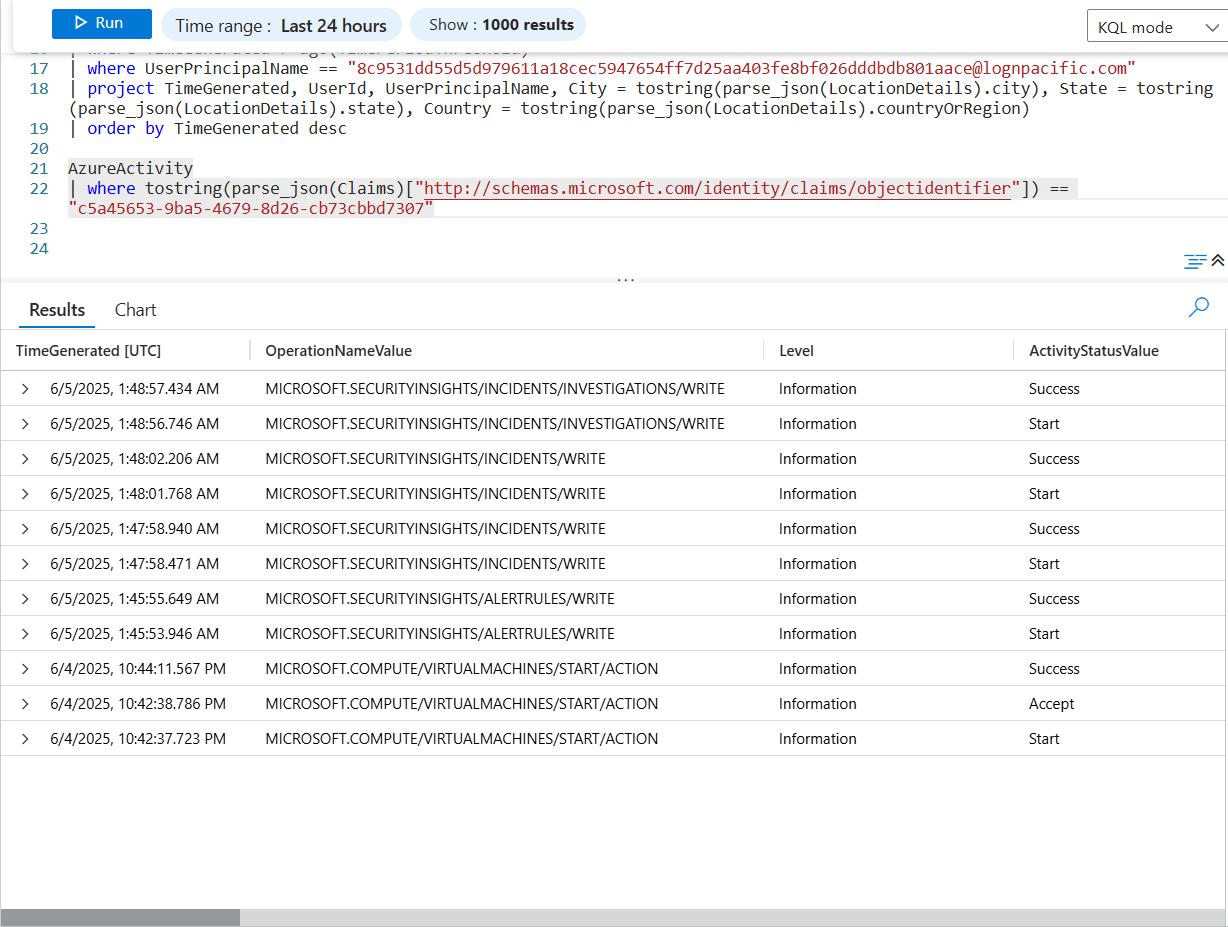 Run
Time range : Last 24 hours
Show : 1000 results
KQL mode
17 | where UserPrincipalName == "8c9531dd55d5d979611a18cec5947654ff7d25aa403fe8bf026dddbdb801aace@lognpacific.com"
18 | project TimeGenerated, UserId, UserPrincipalName, City = tostring(parse_json(LocationDetails).city), State = tostring
(parse_json(LocationDetails).state), Country = tostring(parse_json(LocationDetails).countryOrRegion)
19 | order by TimeGenerated desc
20
21 AzureActivity
22 | where tostring(parse_json(Claims)["http://schemas.microsoft.com/identity/claims/objectidentifier"]) ==
"c5a45653-9ba5-4679-8d26-cb73cbbd7307"
23
24
...
Results Chart
TimeGenerated [UTC] OperationNameValue Level ActivityStatusValue
6/5/2025, 1:48:57.434 AM MICROSOFT.SECURITYINSIGHTS/INCIDENTS/INVESTIGATIONS/WRITE Information Success
6/5/2025, 1:48:56.746 AM MICROSOFT.SECURITYINSIGHTS/INCIDENTS/INVESTIGATIONS/WRITE Information Start
6/5/2025, 1:48:02.206 AM MICROSOFT.SECURITYINSIGHTS/INCIDENTS/WRITE Information Success
6/5/2025, 1:48:01.768 AM MICROSOFT.SECURITYINSIGHTS/INCIDENTS/WRITE Information Start
6/5/2025, 1:47:58.940 AM MICROSOFT.SECURITYINSIGHTS/INCIDENTS/WRITE Information Success
6/5/2025, 1:47:58.471 AM MICROSOFT.SECURITYINSIGHTS/INCIDENTS/WRITE Information Start
6/5/2025, 1:45:55.649 AM MICROSOFT.SECURITYINSIGHTS/ALERTRULES/WRITE Information Success
6/5/2025, 1:45:53.946 AM MICROSOFT.SECURITYINSIGHTS/ALERTRULES/WRITE Information Start
6/4/2025, 10:44:11.567 PM MICROSOFT.COMPUTE/VIRTUALMACHINES/START/ACTION Information Success
6/4/2025, 10:42:38.786 PM MICROSOFT.COMPUTE/VIRTUALMACHINES/START/ACTION Information Accept
6/4/2025, 10:42:37.723 PM MICROSOFT.COMPUTE/VIRTUALMACHINES/START/ACTION Information Start